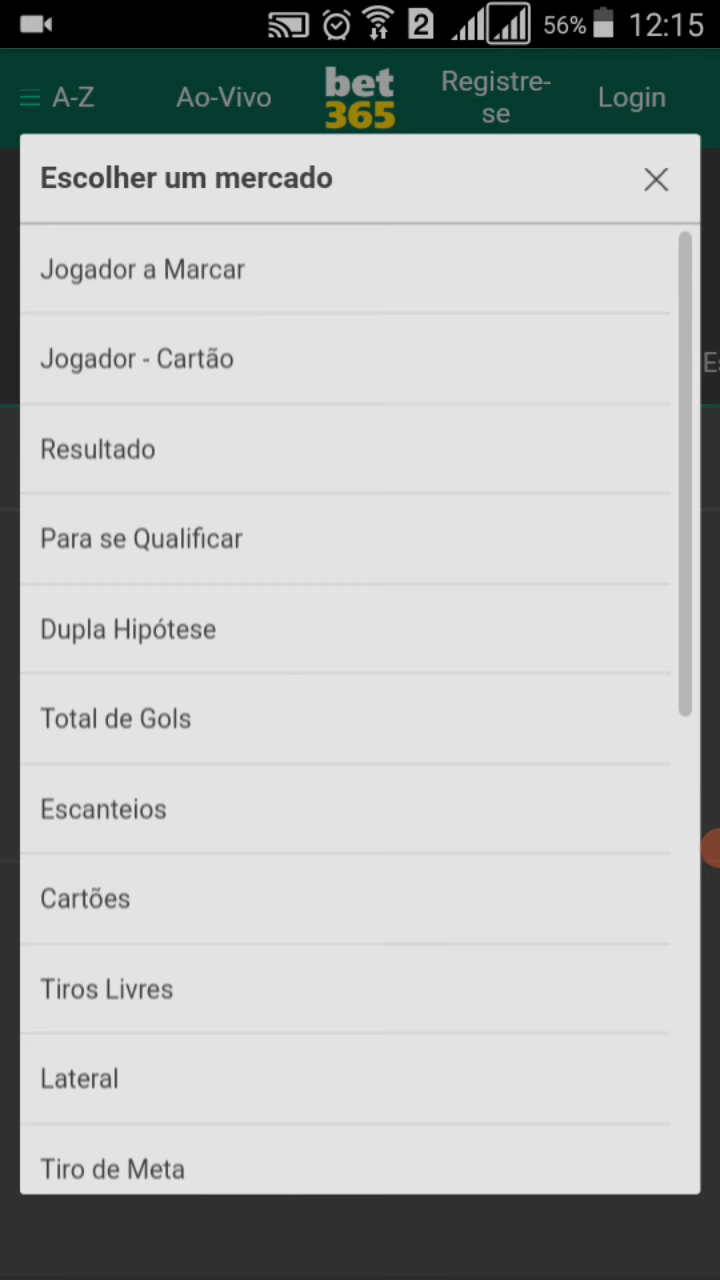 2 56% 12:15
A-Z Ao-Vivo bet Registre-
365 se Login
Escolher um mercado
Jogador a Marcar
Jogador - Cartão
Resultado
Para se Qualificar
Dupla Hipótese
Total de Gols
Escanteios
Cartões
Tiros Livres
Lateral
Tiro de Meta